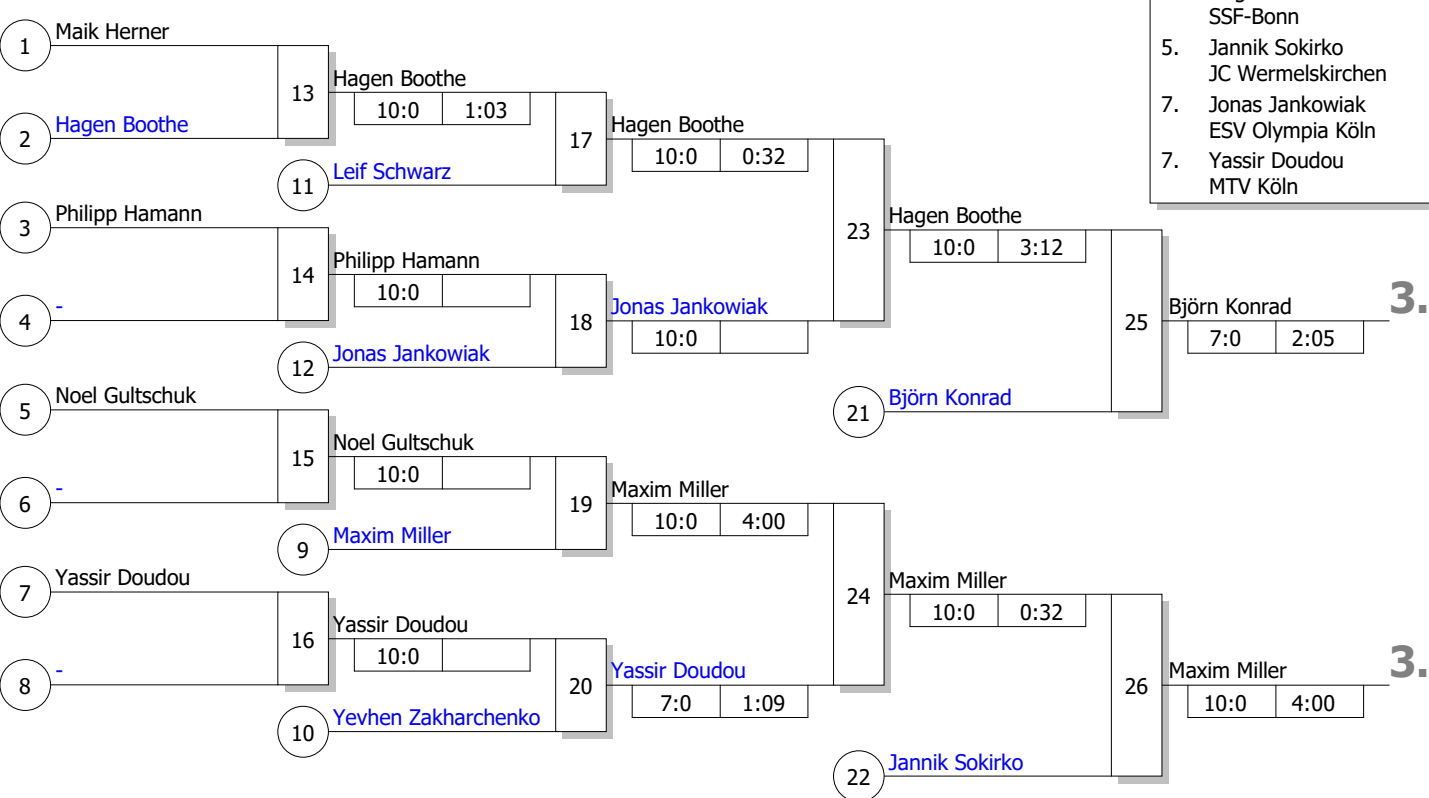 SSF-Bonn
5. Jannik Sokirko
JC Wermelskirchen
7. Jonas Jankowiak
ESV Olympia Köln
7. Yassir Doudou
MTV Köln
1 Maik Herner
13 Hagen Boothe
10:0 1:03
2 Hagen Boothe
17 Hagen Boothe
10:0 0:32
11 Leif Schwarz
3 Philipp Hamann
23 Hagen Boothe
10:0 3:12
14 Philipp Hamann
10:0
4 -
18 Jonas Jankowiak
10:0
12 Jonas Jankowiak
25 Björn Konrad 3.
7:0 2:05
5 Noel Gultschuk
21 Björn Konrad
15 Noel Gultschuk
10:0
6 -
19 Maxim Miller
10:0 4:00
9 Maxim Miller
7 Yassir Doudou
24 Maxim Miller
10:0 0:32
16 Yassir Doudou
10:0
8 -
20 Yassir Doudou
7:0 1:09
10 Yevhen Zakharchenko
26 Maxim Miller 3.
10:0 4:00
22 Jannik Sokirko